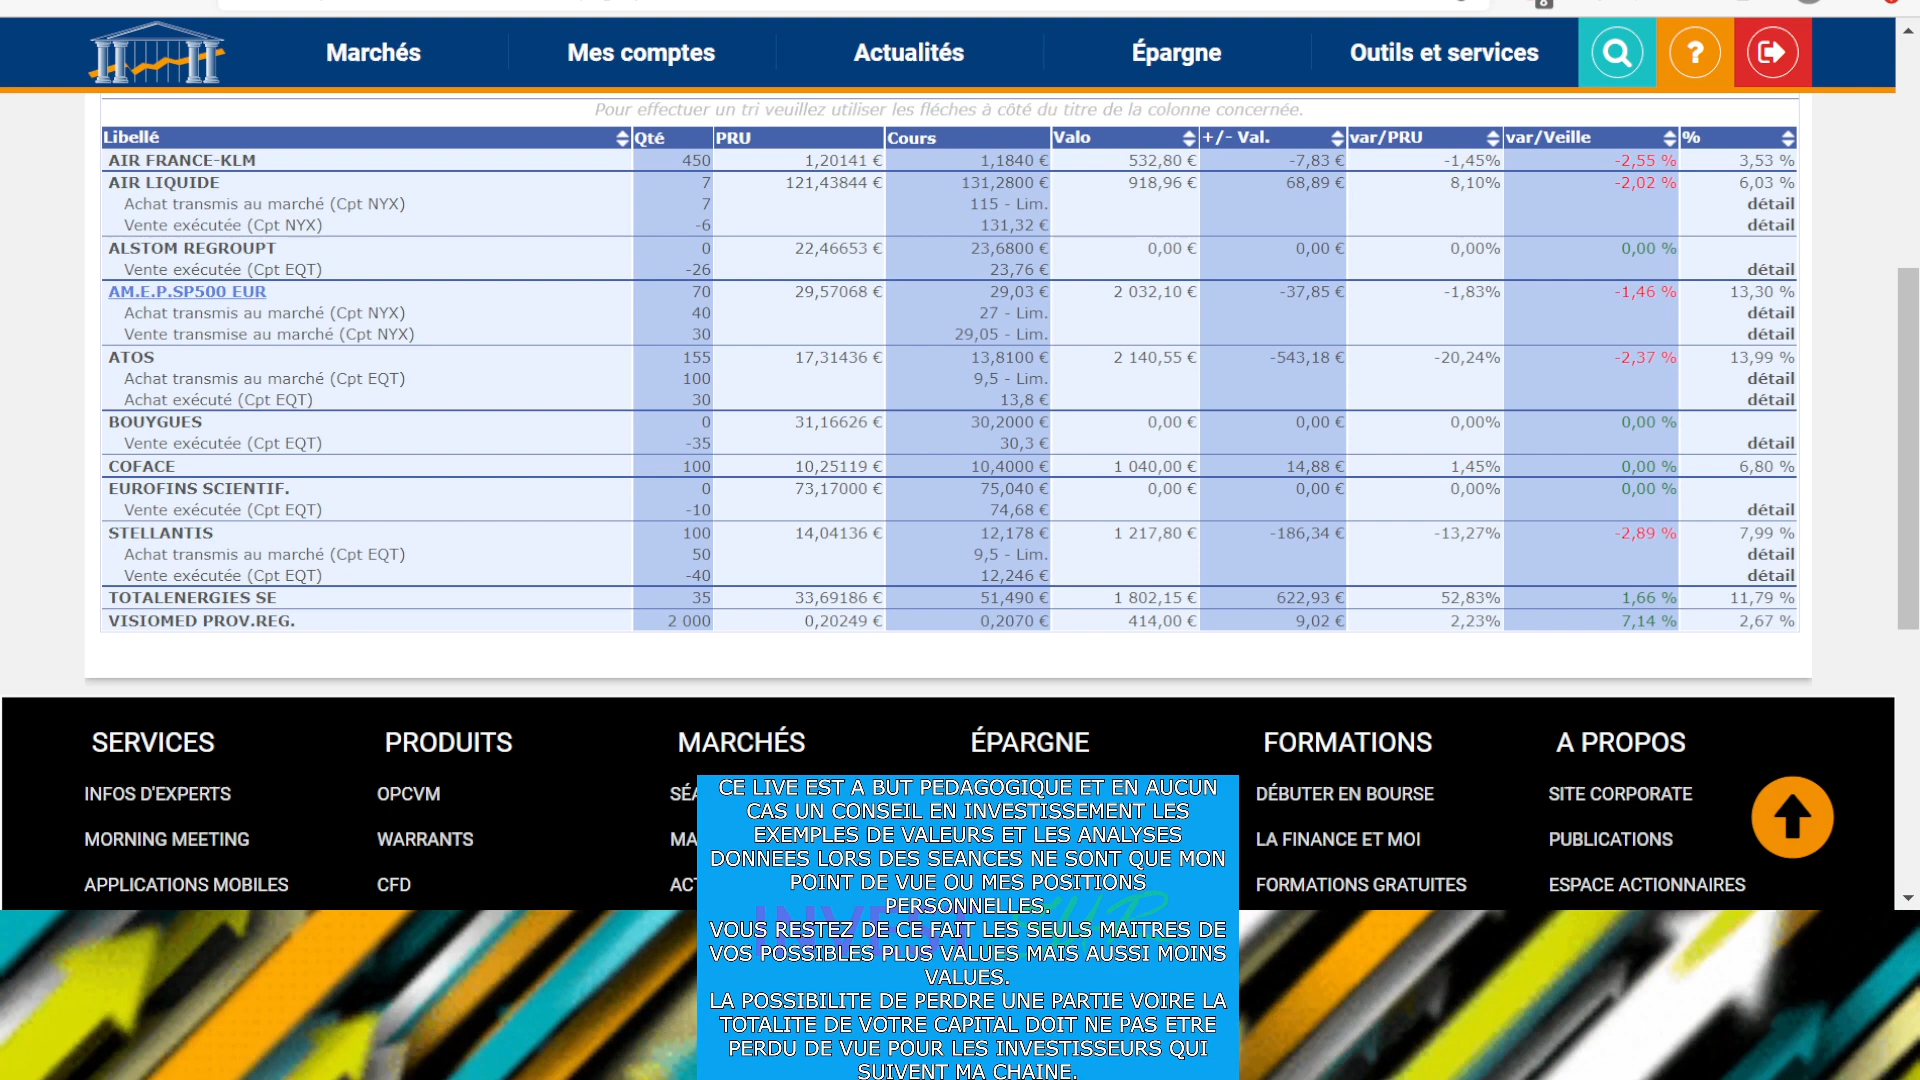 8
Marchés Mes comptes Actualités Épargne Outils et services ?
Pour effectuer un tri veuillez utiliser les fléches à côté du titre de la colonne concernée.
Libellé Qté PRU Cours Valo +/- Val. var/PRU var/Veille %
AIR FRANCE-KLM 450 1,20141 € 1,1840 € 532,80 € -7,83 € -1,45% -2,55 % 3,53 %
AIR LIQUIDE 7 121,43844 € 131,2800 € 918,96 € 68,89 € 8,10% -2,02 % 6,03 %
Achat transmis au marché (Cpt NYX) 7 115 - Lim. détail
Vente exécutée (Cpt NYX) -6 131,32 € détail
ALSTOM REGROUPT 0 22,46653 € 23,6800 € 0,00 € 0,00 € 0,00% 0,00 %
Vente exécutée (Cpt EQT) -26 23,76 € détail
AM.E.P.SP500 EUR 70 29,57068 € 29,03 € 2 032,10 € -37,85 € -1,83% -1,46 % 13,30 %
Achat transmis au marché (Cpt NYX) 40 27 - Lim. détail
Vente transmise au marché (Cpt NYX) 30 29,05 - Lim. détail
ATOS 155 17,31436 € 13,8100 € 2 140,55 € -543,18 € -20,24% -2,37 % 13,99 %
Achat transmis au marché (Cpt EQT) 100 9,5 - Lim. détail
Achat exécuté (Cpt EQT) 30 13,8 € détail
BOUYGUES 0 31,16626 € 30,2000 € 0,00 € 0,00 € 0,00% 0,00 %
Vente exécutée (Cpt EQT) -35 30,3 € détail
COFACE 100 10,25119 € 10,4000 € 1 040,00 € 14,88 € 1,45% 0,00 % 6,80 %
EUROFINS SCIENTIF. 0 73,17000 € 75,040 € 0,00 € 0,00 € 0,00% 0,00 %
Vente exécutée (Cpt EQT) -10 74,68 € détail
STELLANTIS 100 14,04136 € 12,178 € 1 217,80 € -186,34 € -13,27% -2,89 % 7,99 %
Achat transmis au marché (Cpt EQT) 50 9,5 - Lim. détail
Vente exécutée (Cpt EQT) -40 12,246 € détail
TOTALENERGIES SE 35 33,69186 € 51,490 € 1 802,15 € 622,93 € 52,83% 1,66 % 11,79 %
VISIOMED PROV.REG. 2 000 0,20249 € 0,2070 € 414,00 € 9,02 € 2,23% 7,14 % 2,67 %
SERVICES PRODUITS MARCHÉS ÉPARGNE FORMATIONS A PROPOS
INFOS D'EXPERTS OPCVM SÉA DÉBUTER EN BOURSE SITE CORPORATE
MORNING MEETING WARRANTS MA LA FINANCE ET MOI PUBLICATIONS
APPLICATIONS MOBILES CFD ACT FORMATIONS GRATUITES ESPACE ACTIONNAIRES
CE LIVE EST A BUT PEDAGOGIQUE ET EN AUCUN
CAS UN CONSEIL EN INVESTISSEMENT LES
EXEMPLES DE VALEURS ET LES ANALYSES
DONNEES LORS DES SEANCES NE SONT QUE MON
POINT DE VUE OU MES POSITIONS
PERSONNELLES.
VOUS RESTEZ DE CE FAIT LES SEULS MAITRES DE
VOS POSSIBLES PLUS VALUES MAIS AUSSI MOINS
VALUES.
LA POSSIBILITE DE PERDRE UNE PARTIE VOIRE LA
TOTALITE DE VOTRE CAPITAL DOIT NE PAS ETRE
PERDU DE VUE POUR LES INVESTISSEURS QUI
SUIVENT MA CHAINE.